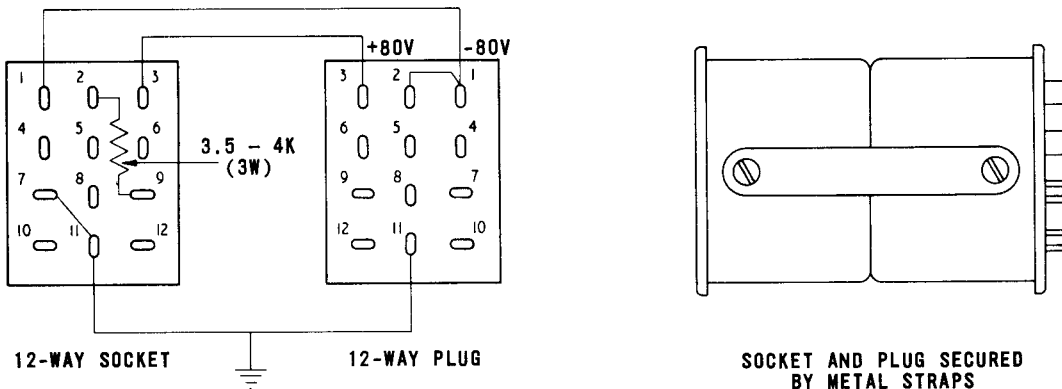 +80V -80V
1 2 3
3 2 1
4 5 6
6 5 4
3.5 – 4K
(3W)
7 8 9
9 8 7
10 11 12
12 11 10
12-WAY SOCKET
12-WAY PLUG
SOCKET AND PLUG SECURED
BY METAL STRAPS